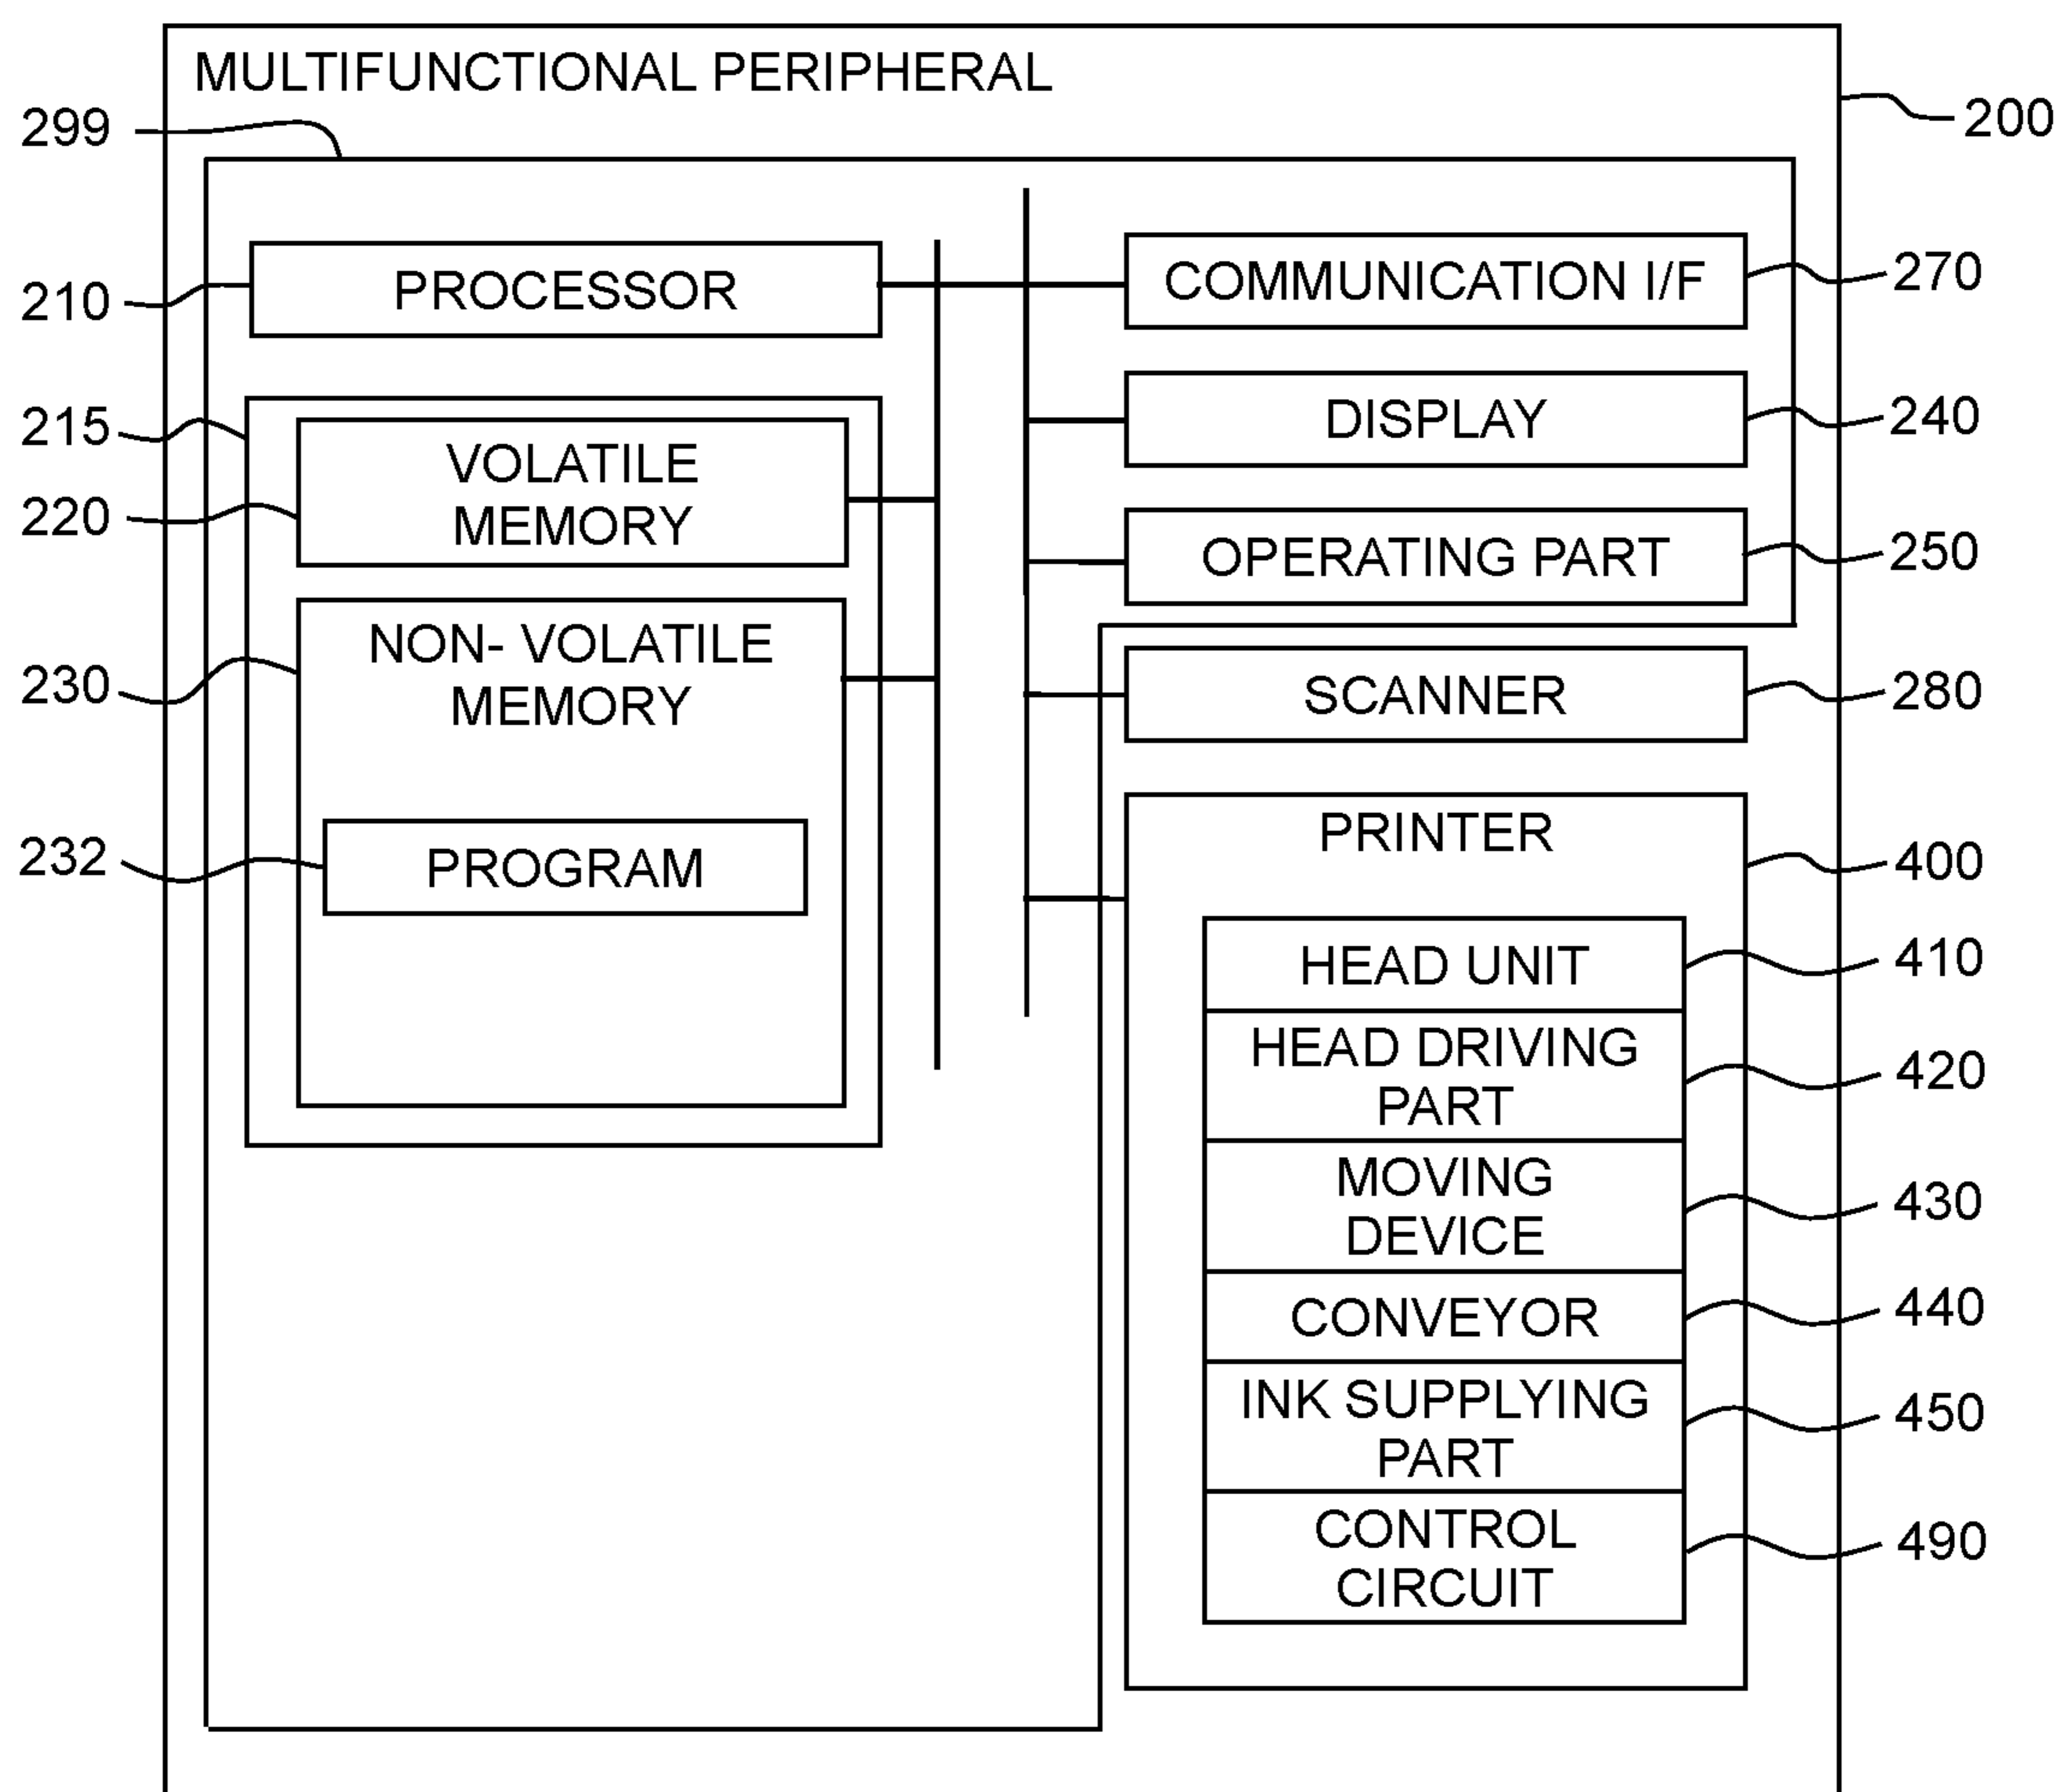 MULTIFUNCTIONAL PERIPHERAL
200
299
210
PROCESSOR
215
220
VOLATILE
MEMORY
230
NON- VOLATILE
MEMORY
232
PROGRAM
COMMUNICATION I/F
270
DISPLAY
240
OPERATING PART
250
SCANNER
280
PRINTER
400
HEAD UNIT
410
HEAD DRIVING
PART
420
MOVING
DEVICE
430
CONVEYOR
440
INK SUPPLYING
PART
450
CONTROL
CIRCUIT
490